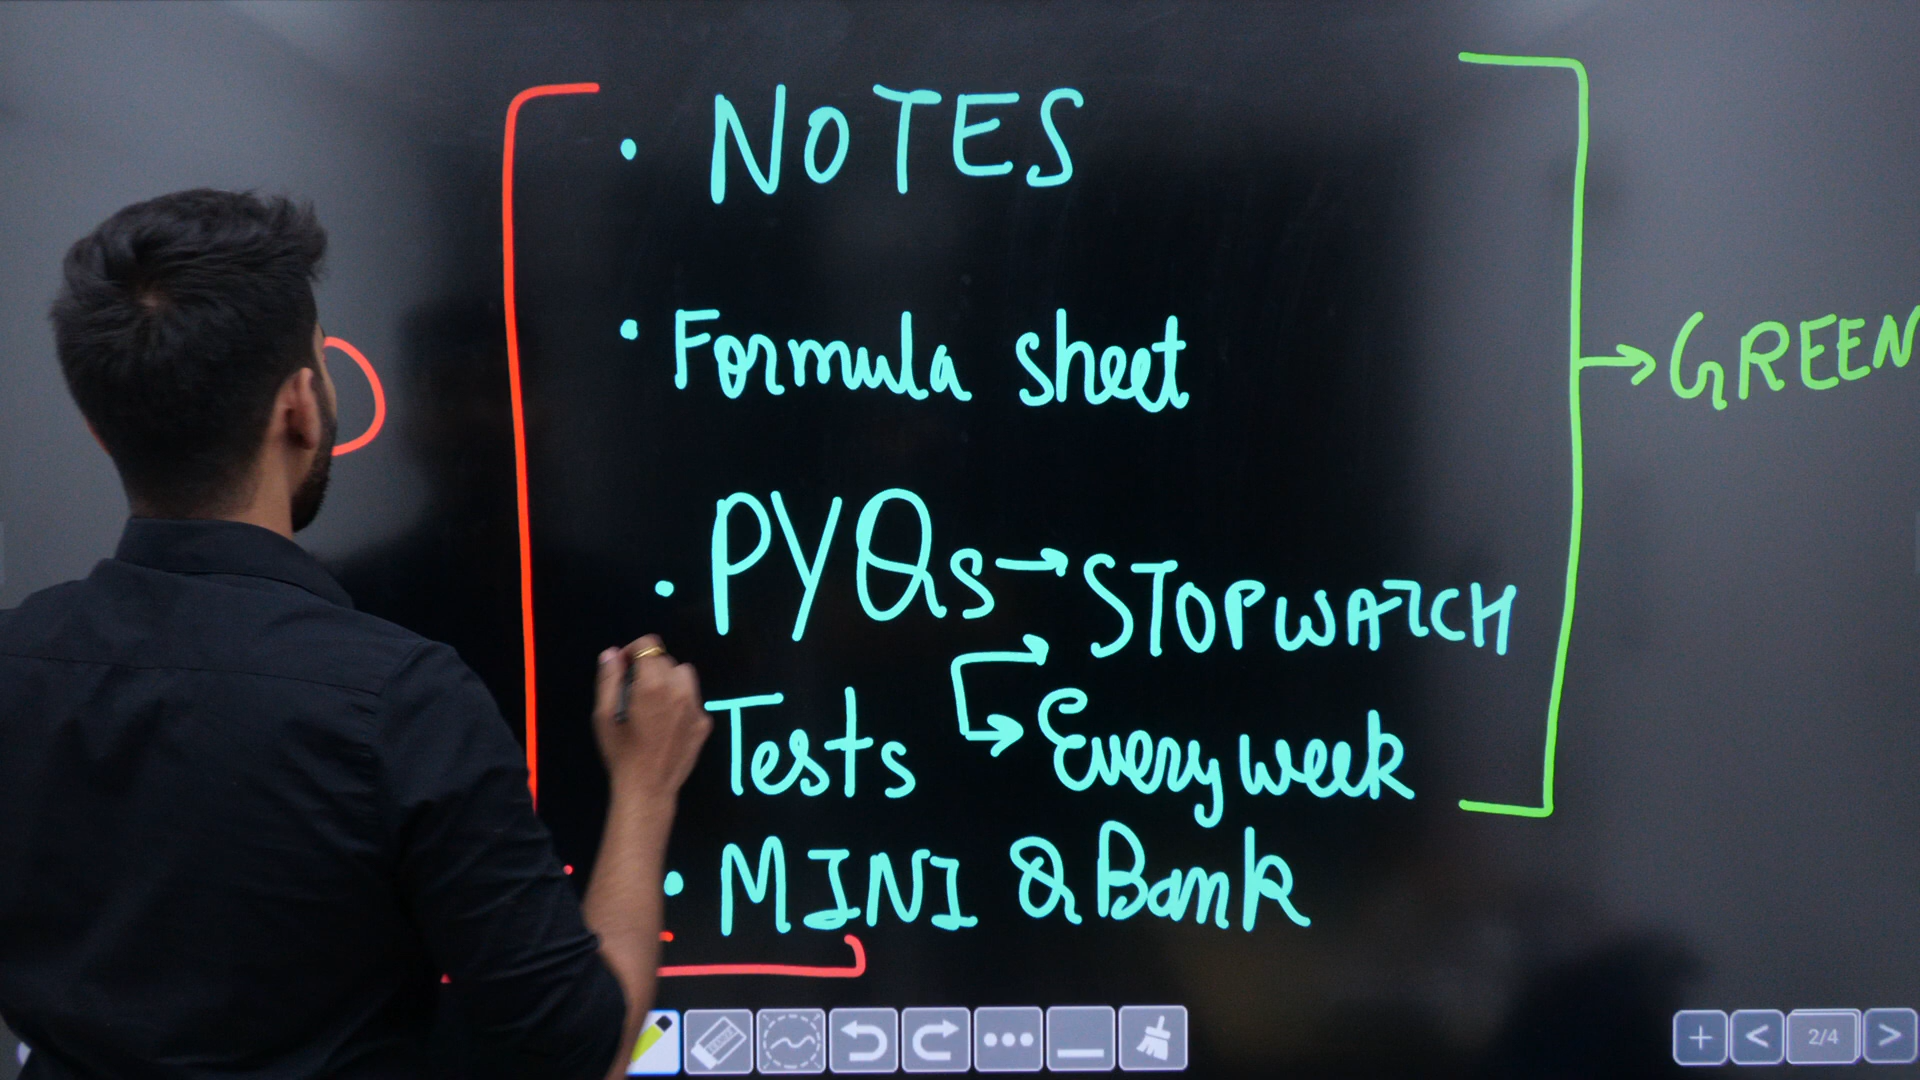 • NOTES
• Formula sheet
• PYQs → STOPWATCH
Tests → Every week
• MINI Q Bank
→ GREEN
2/4